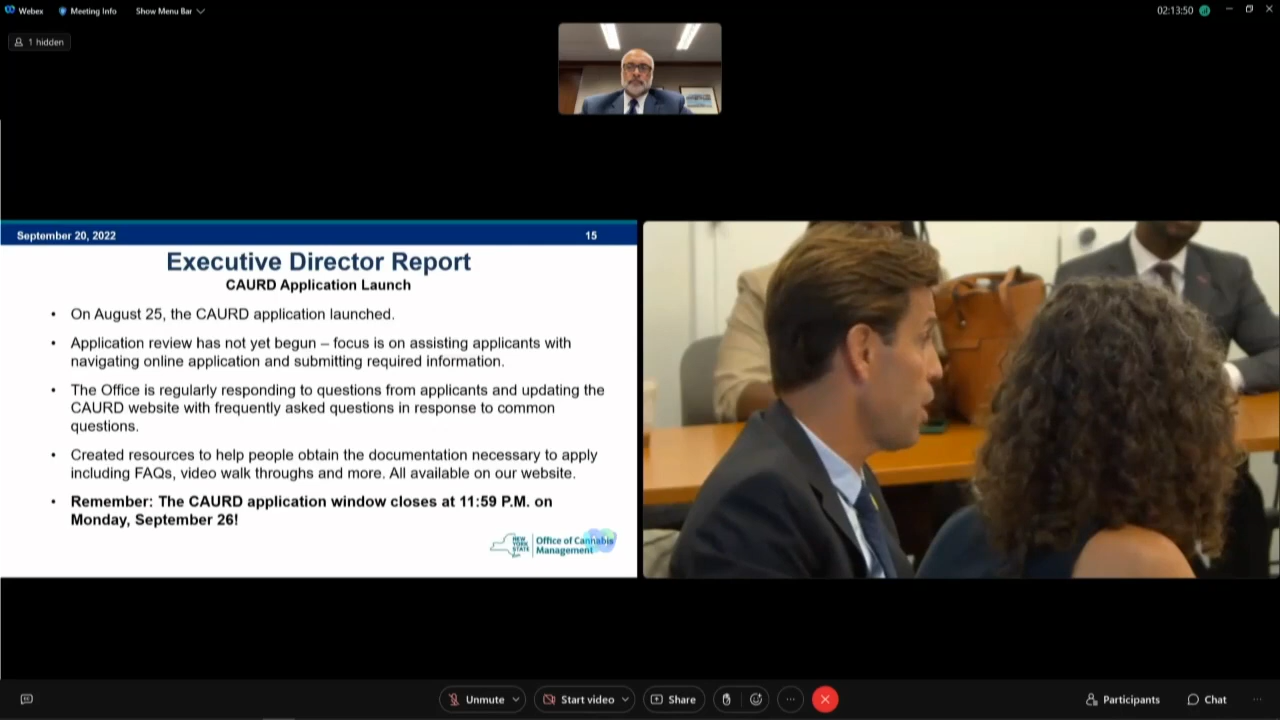 Webex
Meeting Info
Show Menu Bar
02:13:50
1 hidden
September 20, 2022
15
Executive Director Report
CAURD Application Launch
• On August 25, the CAURD application launched.
• Application review has not yet begun – focus is on assisting applicants with
navigating online application and submitting required information.
• The Office is regularly responding to questions from applicants and updating the
CAURD website with frequently asked questions in response to common
questions.
• Created resources to help people obtain the documentation necessary to apply
including FAQs, video walk throughs and more. All available on our website.
• Remember: The CAURD application window closes at 11:59 P.M. on
Monday, September 26!
NEW
YORK
STATE
Office of Cannabis
Management
Unmute
Start video
Share
Participants
Chat